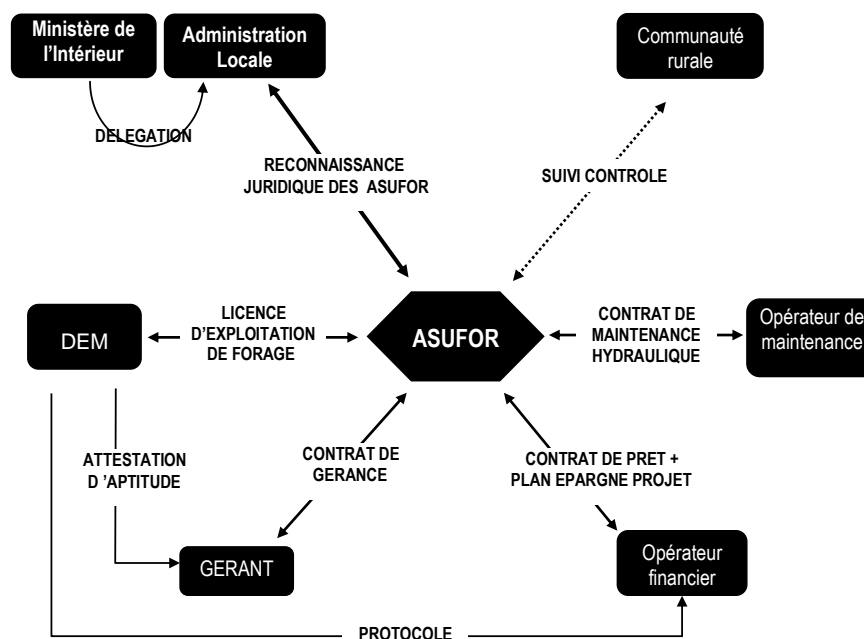 Ministère de
l'Intérieur
Administration
Locale
Communauté
rurale
DELEGATION
RECONNAISSANCE
JURIDIQUE DES ASUFOR
SUIVI CONTROLE
DEM
LICENCE
D'EXPLOITATION
DE FORAGE
ASUFOR
CONTRAT DE
MAINTENANCE
HYDRAULIQUE
Opérateur de
maintenance
ATTESTATION
D 'APTITUDE
CONTRAT DE
GERANCE
CONTRAT DE PRET +
PLAN EPARGNE PROJET
GERANT
Opérateur
financier
PROTOCOLE